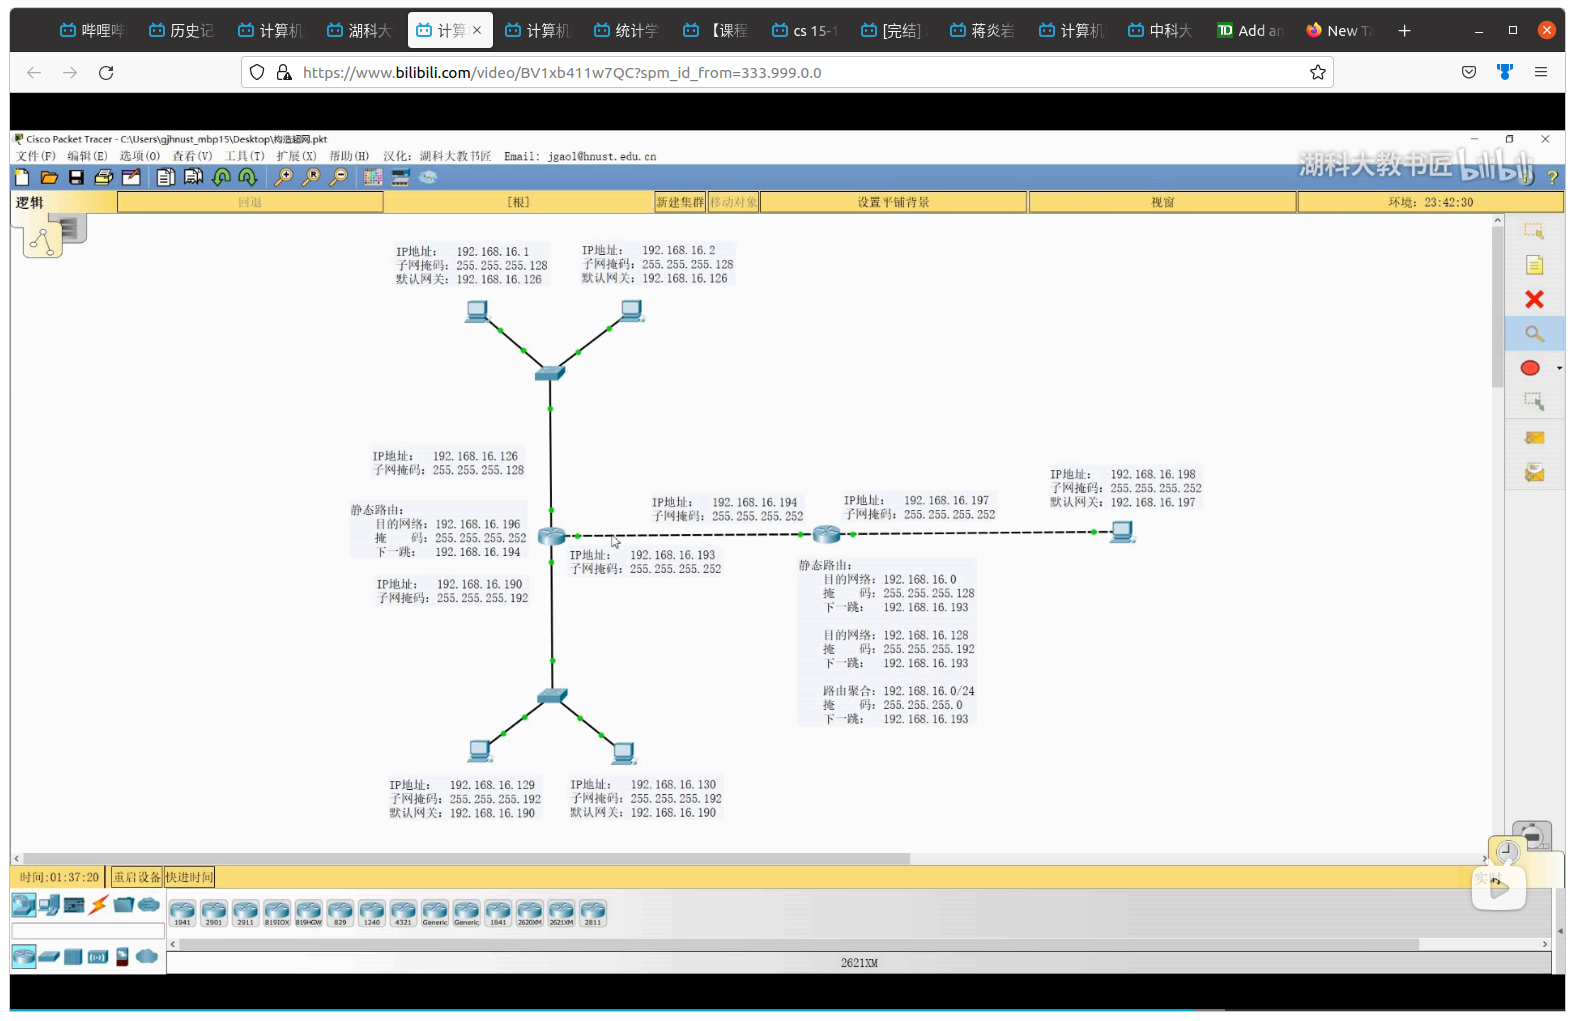 哔哩哔
历史记
计算机
湖科大
计算
计算机
统计学
【课程
cs 15-1
[完结]
蒋炎岩
计算机
中科大
Add an
New Ta
https://www.bilibili.com/video/BV1xb411w7QC?spm_id_from=333.999.0.0
Cisco Packet Tracer - C:\Users\gjhnust_mbp15\Desktop\构造超网.pkt
文件(F) 编辑(E) 选项(O) 查看(V) 工具(T) 扩展(X) 帮助(H) 汉化：湖科大教书匠 Email: jgaol@hnust.edu.cn
湖科大教书匠 bilibili
逻辑 回退 [根] 新建集群 移动对象 设置平铺背景 视窗 环境：23:42:30
IP地址： 192.168.16.1
子网掩码：255.255.255.128
默认网关：192.168.16.126
IP地址： 192.168.16.2
子网掩码：255.255.255.128
默认网关：192.168.16.126
IP地址： 192.168.16.126
子网掩码：255.255.255.128
静态路由：
目的网络：192.168.16.196
掩 码：255.255.255.252
下一跳： 192.168.16.194
IP地址： 192.168.16.190
子网掩码：255.255.255.192
IP地址： 192.168.16.194
子网掩码：255.255.255.252
IP地址： 192.168.16.193
子网掩码：255.255.255.252
IP地址： 192.168.16.197
子网掩码：255.255.255.252
IP地址： 192.168.16.198
子网掩码：255.255.255.252
默认网关：192.168.16.197
静态路由：
目的网络：192.168.16.0
掩 码：255.255.255.128
下一跳： 192.168.16.193
目的网络：192.168.16.128
掩 码：255.255.255.192
下一跳： 192.168.16.193
路由聚合：192.168.16.0/24
掩 码：255.255.255.0
下一跳： 192.168.16.193
IP地址： 192.168.16.129
子网掩码：255.255.255.192
默认网关：192.168.16.190
IP地址： 192.168.16.130
子网掩码：255.255.255.192
默认网关：192.168.16.190
时间:01:37:20 重启设备 快进时间
实时
1941 2901 2911 819IOX 819HGW 829 1240 4321 Generic Generic 1841 2620XM 2621XM 2811
2621XM